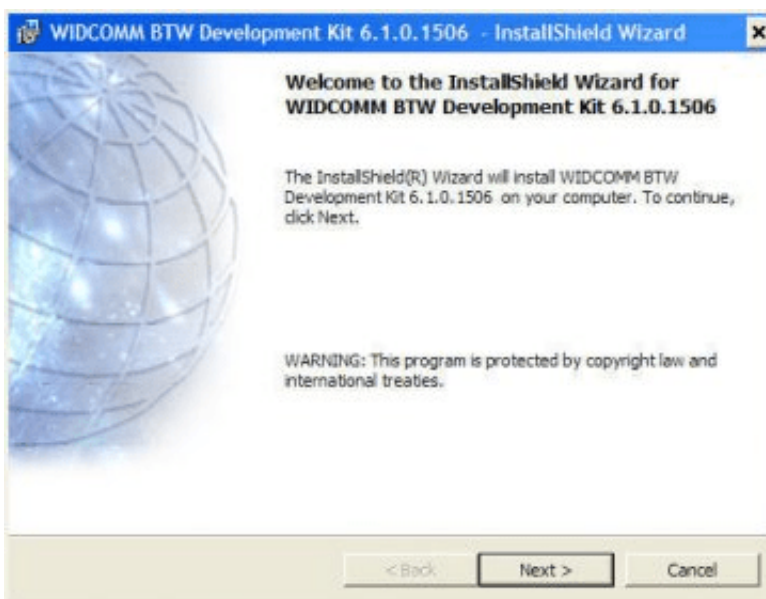 WIDCOMM BTW Development Kit 6.1.0.1506 - InstallShield Wizard
Welcome to the InstallShield Wizard for
WIDCOMM BTW Development Kit 6.1.0.1506
The InstallShield(R) Wizard will install WIDCOMM BTW
Development Kit 6.1.0.1506 on your computer. To continue,
click Next.
WARNING: This program is protected by copyright law and
international treaties.
< Back
Next >
Cancel